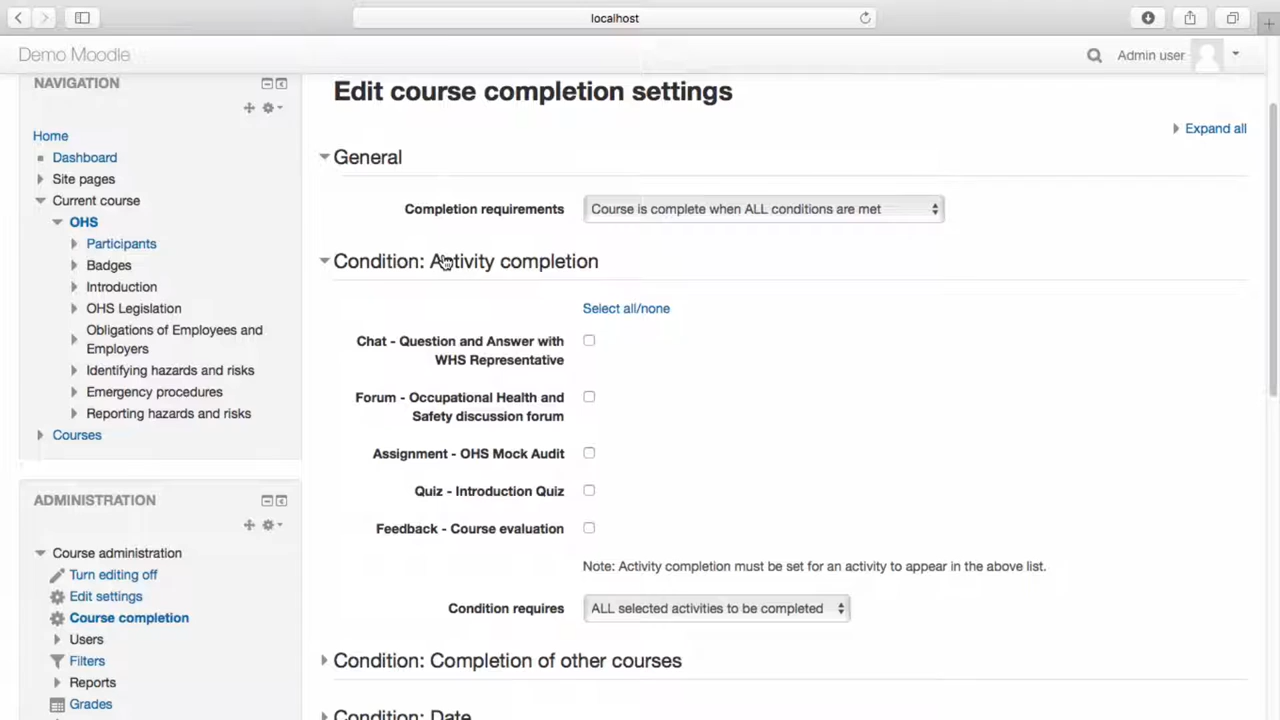 localhost
Demo Moodle
Admin user
NAVIGATION
Home
Dashboard
Site pages
Current course
OHS
Participants
Badges
Introduction
OHS Legislation
Obligations of Employees and
Employers
Identifying hazards and risks
Emergency procedures
Reporting hazards and risks
Courses
ADMINISTRATION
Course administration
Turn editing off
Edit settings
Course completion
Users
Filters
Reports
Grades
Edit course completion settings
Expand all
General
Completion requirements Course is complete when ALL conditions are met
Condition: Activity completion
Select all/none
Chat - Question and Answer with
WHS Representative
Forum - Occupational Health and
Safety discussion forum
Assignment - OHS Mock Audit
Quiz - Introduction Quiz
Feedback - Course evaluation
Note: Activity completion must be set for an activity to appear in the above list.
Condition requires ALL selected activities to be completed
Condition: Completion of other courses
Condition: Date